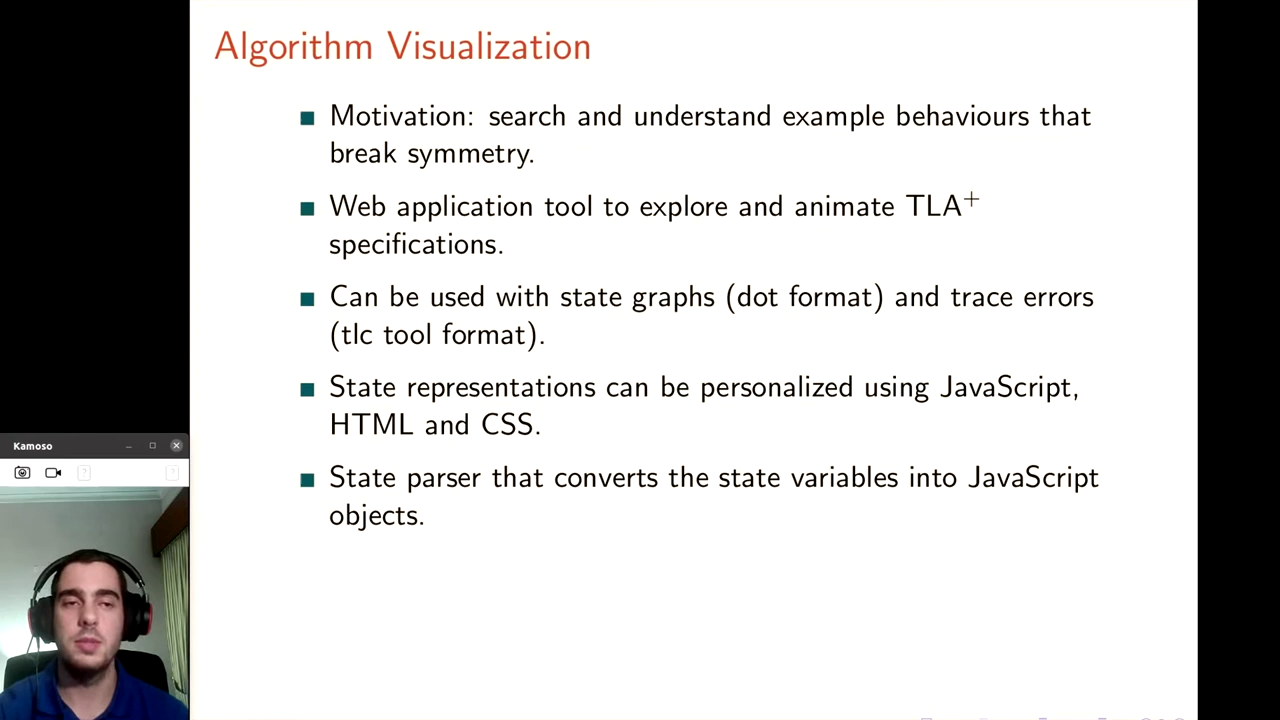 Algorithm Visualization
Motivation: search and understand example behaviours that
break symmetry.
Web application tool to explore and animate TLA+
specifications.
Can be used with state graphs (dot format) and trace errors
(tlc tool format).
State representations can be personalized using JavaScript,
HTML and CSS.
State parser that converts the state variables into JavaScript
objects.
Kamoso